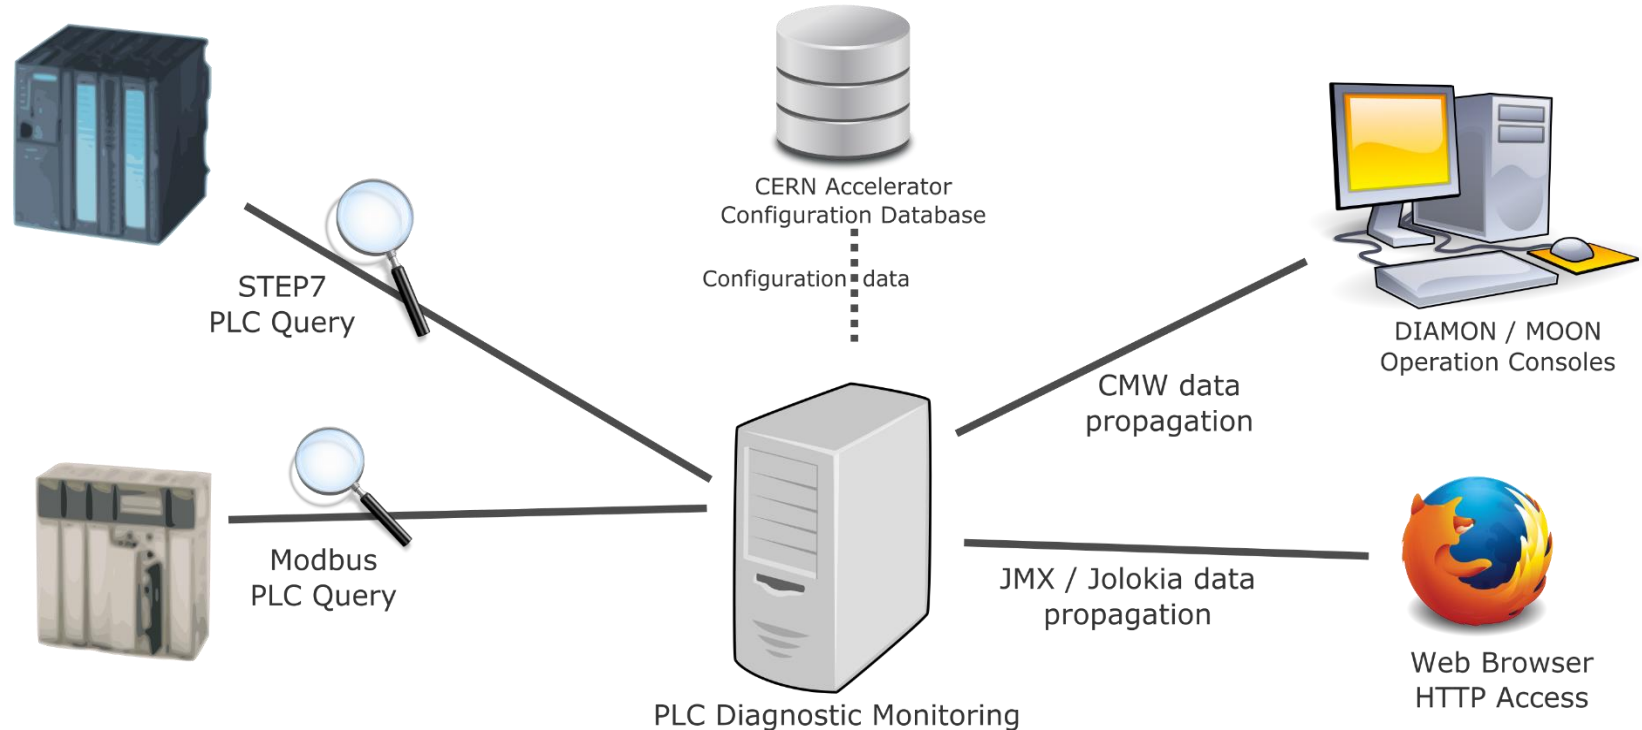 CERN Accelerator
Configuration Database
Configuration data
STEP7
PLC Query
DIAMON / MOON
Operation Consoles
CMW data
propagation
Modbus
PLC Query
JMX / Jolokia data
propagation
Web Browser
HTTP Access
PLC Diagnostic Monitoring